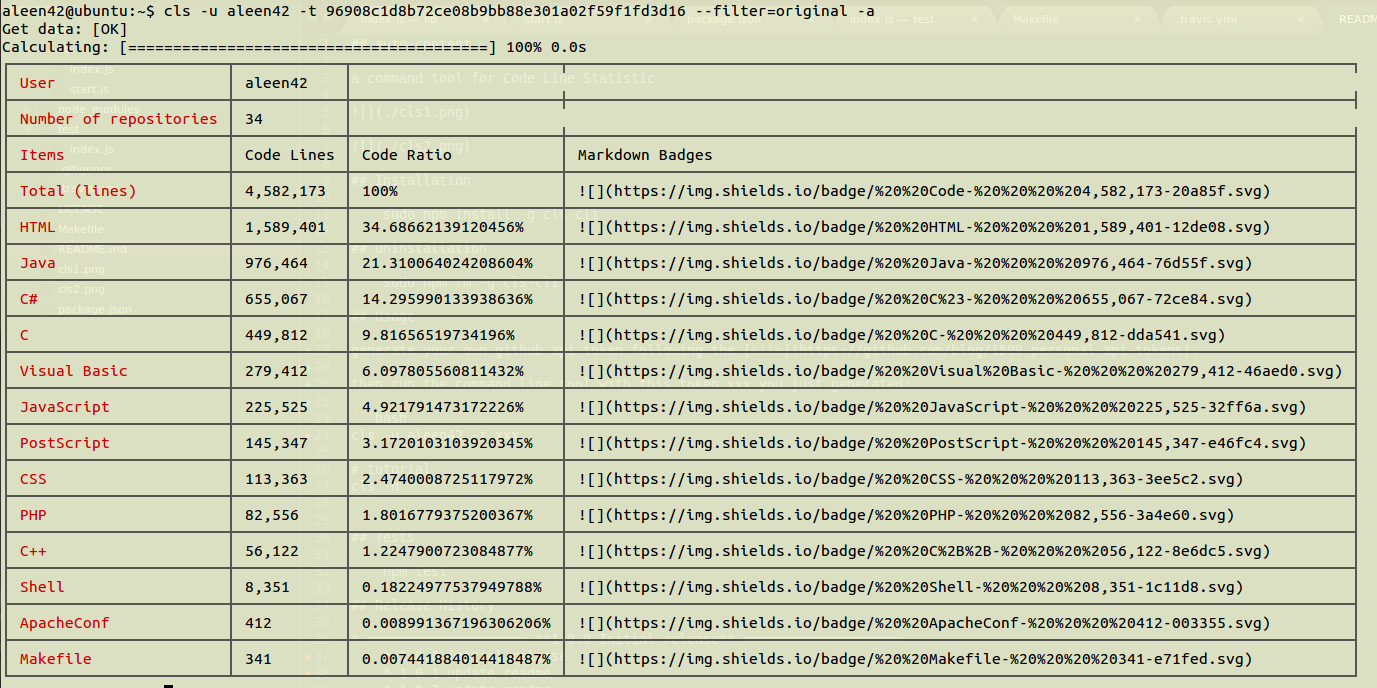 aleen42@ubuntu:~$ cls -u aleen42 -t 96908c1d8b72ce08b9bb88e301a02f59f1fd3d16 --filter=original -a
Get data: [OK]
Calculating: [========================================] 100% 0.0s
User aleen42
Number of repositories 34
Items Code Lines Code Ratio Markdown Badges
Total (lines) 4,582,173 100% ![](https://img.shields.io/badge/%20%20Code-%20%20%20%204,582,173-20a85f.svg)
HTML 1,589,401 34.68662139120456% ![](https://img.shields.io/badge/%20%20HTML-%20%20%201,589,401-12de08.svg)
Java 976,464 21.310064024208604% ![](https://img.shields.io/badge/%20%20Java-%20%20%20%20976,464-76d55f.svg)
C# 655,067 14.295990133938636% ![](https://img.shields.io/badge/%20%20C%23-%20%20%20%20655,067-72ce84.svg)
C 449,812 9.81656519734196% ![](https://img.shields.io/badge/%20%20C-%20%20%20%20449,812-dda541.svg)
Visual Basic 279,412 6.097805560811432% ![](https://img.shields.io/badge/%20%20Visual%20Basic-%20%20%20%20279,412-46aed0.svg)
JavaScript 225,525 4.921791473172226% ![](https://img.shields.io/badge/%20%20JavaScript-%20%20%20%20225,525-32ff6a.svg)
PostScript 145,347 3.1720103103920345% ![](https://img.shields.io/badge/%20%20PostScript-%20%20%20%20145,347-e46fc4.svg)
CSS 113,363 2.4740008725117972% ![](https://img.shields.io/badge/%20%20CSS-%20%20%20%20113,363-3ee5c2.svg)
PHP 82,556 1.8016779375200367% ![](https://img.shields.io/badge/%20%20PHP-%20%20%20%2082,556-3a4e60.svg)
C++ 56,122 1.2247900723084877% ![](https://img.shields.io/badge/%20%20C%2B%2B-%20%20%20%2056,122-8e6dc5.svg)
Shell 8,351 0.18224977537949788% ![](https://img.shields.io/badge/%20%20Shell-%20%20%20%208,351-1c11d8.svg)
ApacheConf 412 0.008991367196306206% ![](https://img.shields.io/badge/%20%20ApacheConf-%20%20%20%20412-003355.svg)
Makefile 341 0.007441884014418487% ![](https://img.shields.io/badge/%20%20Makefile-%20%20%20%20341-e71fed.svg)